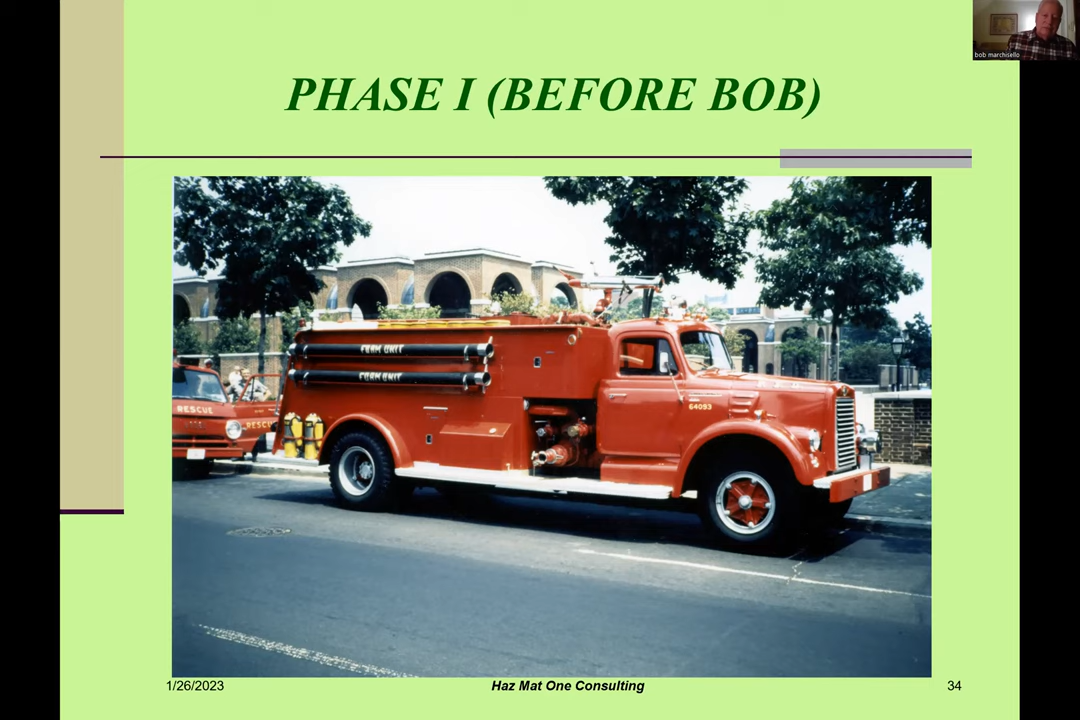 bob marchisello
PHASE I (BEFORE BOB)
FOAM UNIT
FOAM UNIT
RESCUE
RESCU
64093
1/26/2023
Haz Mat One Consulting
34